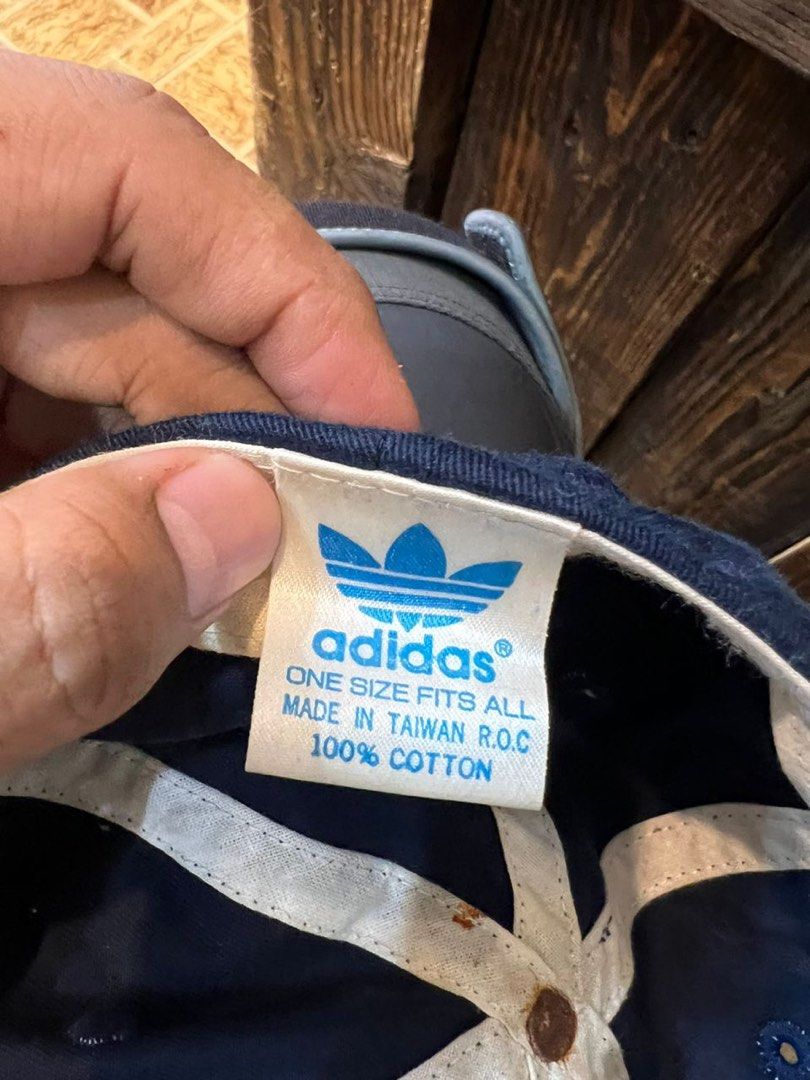 adidas®
ONE SIZE FITS ALL
MADE IN TAIWAN R.O.C
100% COTTON